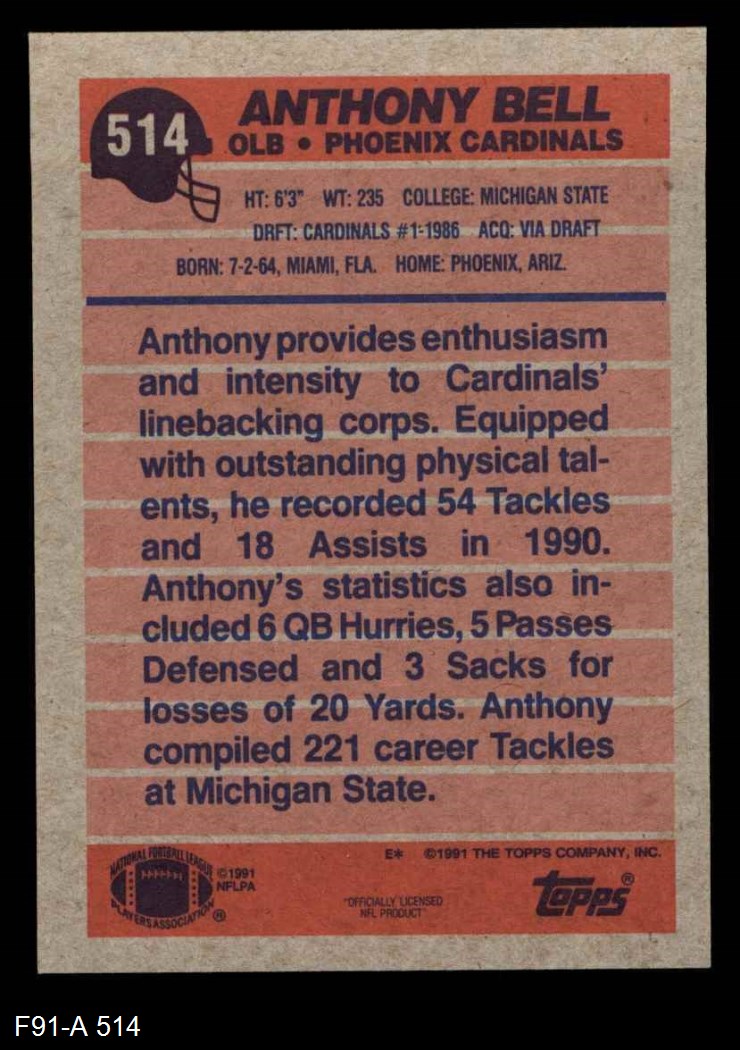 514
ANTHONY BELL
OLB • PHOENIX CARDINALS
HT: 6'3" WT: 235 COLLEGE: MICHIGAN STATE
DRFT: CARDINALS #1-1986 ACQ: VIA DRAFT
BORN: 7-2-64, MIAMI, FLA. HOME: PHOENIX, ARIZ.
Anthony provides enthusiasm
and intensity to Cardinals'
linebacking corps. Equipped
with outstanding physical tal-
ents, he recorded 54 Tackles
and 18 Assists in 1990.
Anthony's statistics also in-
cluded 6 QB Hurries, 5 Passes
Defensed and 3 Sacks for
losses of 20 Yards. Anthony
compiled 221 career Tackles
at Michigan State.
E* ©1991 THE TOPPS COMPANY, INC.
NATIONAL FOOTBALL LEAGUE
PLAYERS ASSOCIATION ®
©1991
NFLPA
"OFFICIALLY LICENSED
NFL PRODUCT"
topps®
F91-A 514